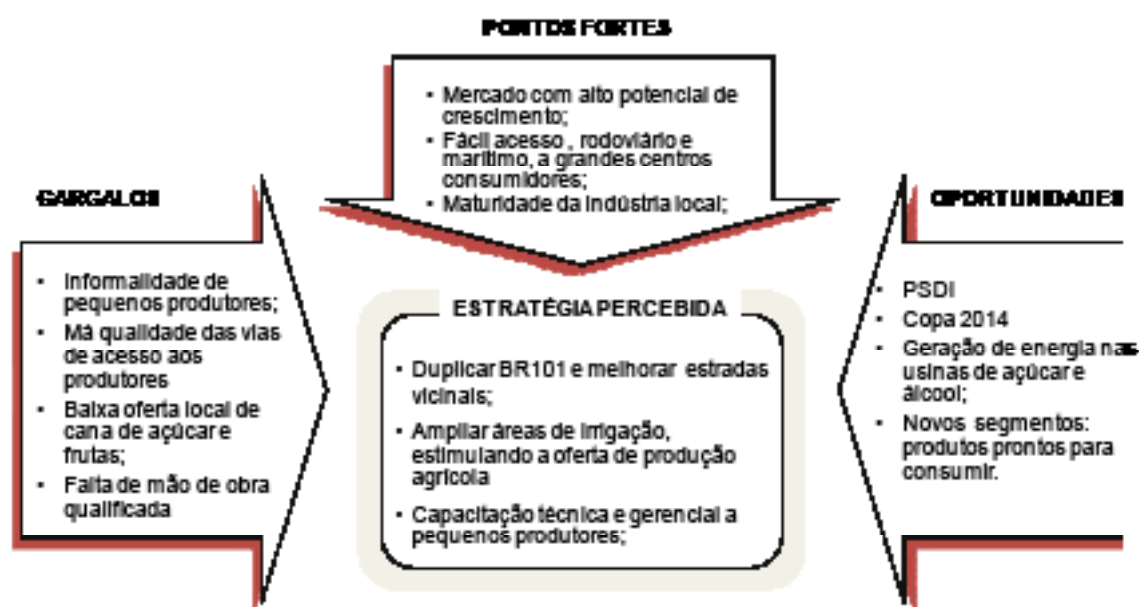 PONTOS FORTES
• Mercado com alto potencial de
crescimento;
• Fácil acesso , rodoviário e
marítimo, a grandes centros
consumidores;
• Maturidade da indústria local;
GARGALOS
• Informalidade de
pequenos produtores;
• Má qualidade das vias
de acesso aos
produtores
• Baixa oferta local de
cana de açúcar e
frutas;
• Falta de mão de obra
qualificada
ESTRATÉGIA PERCEBIDA
• Duplicar BR101 e melhorar estradas
vicinais;
• Ampliar áreas de irrigação,
estimulando a oferta de produção
agrícola
• Capacitação técnica e gerencial a
pequenos produtores;
OPORTUNIDADES
• PSDI
• Copa 2014
• Geração de energia nas
usinas de açúcar e
álcool;
• Novos segmentos:
produtos prontos para
consumir.